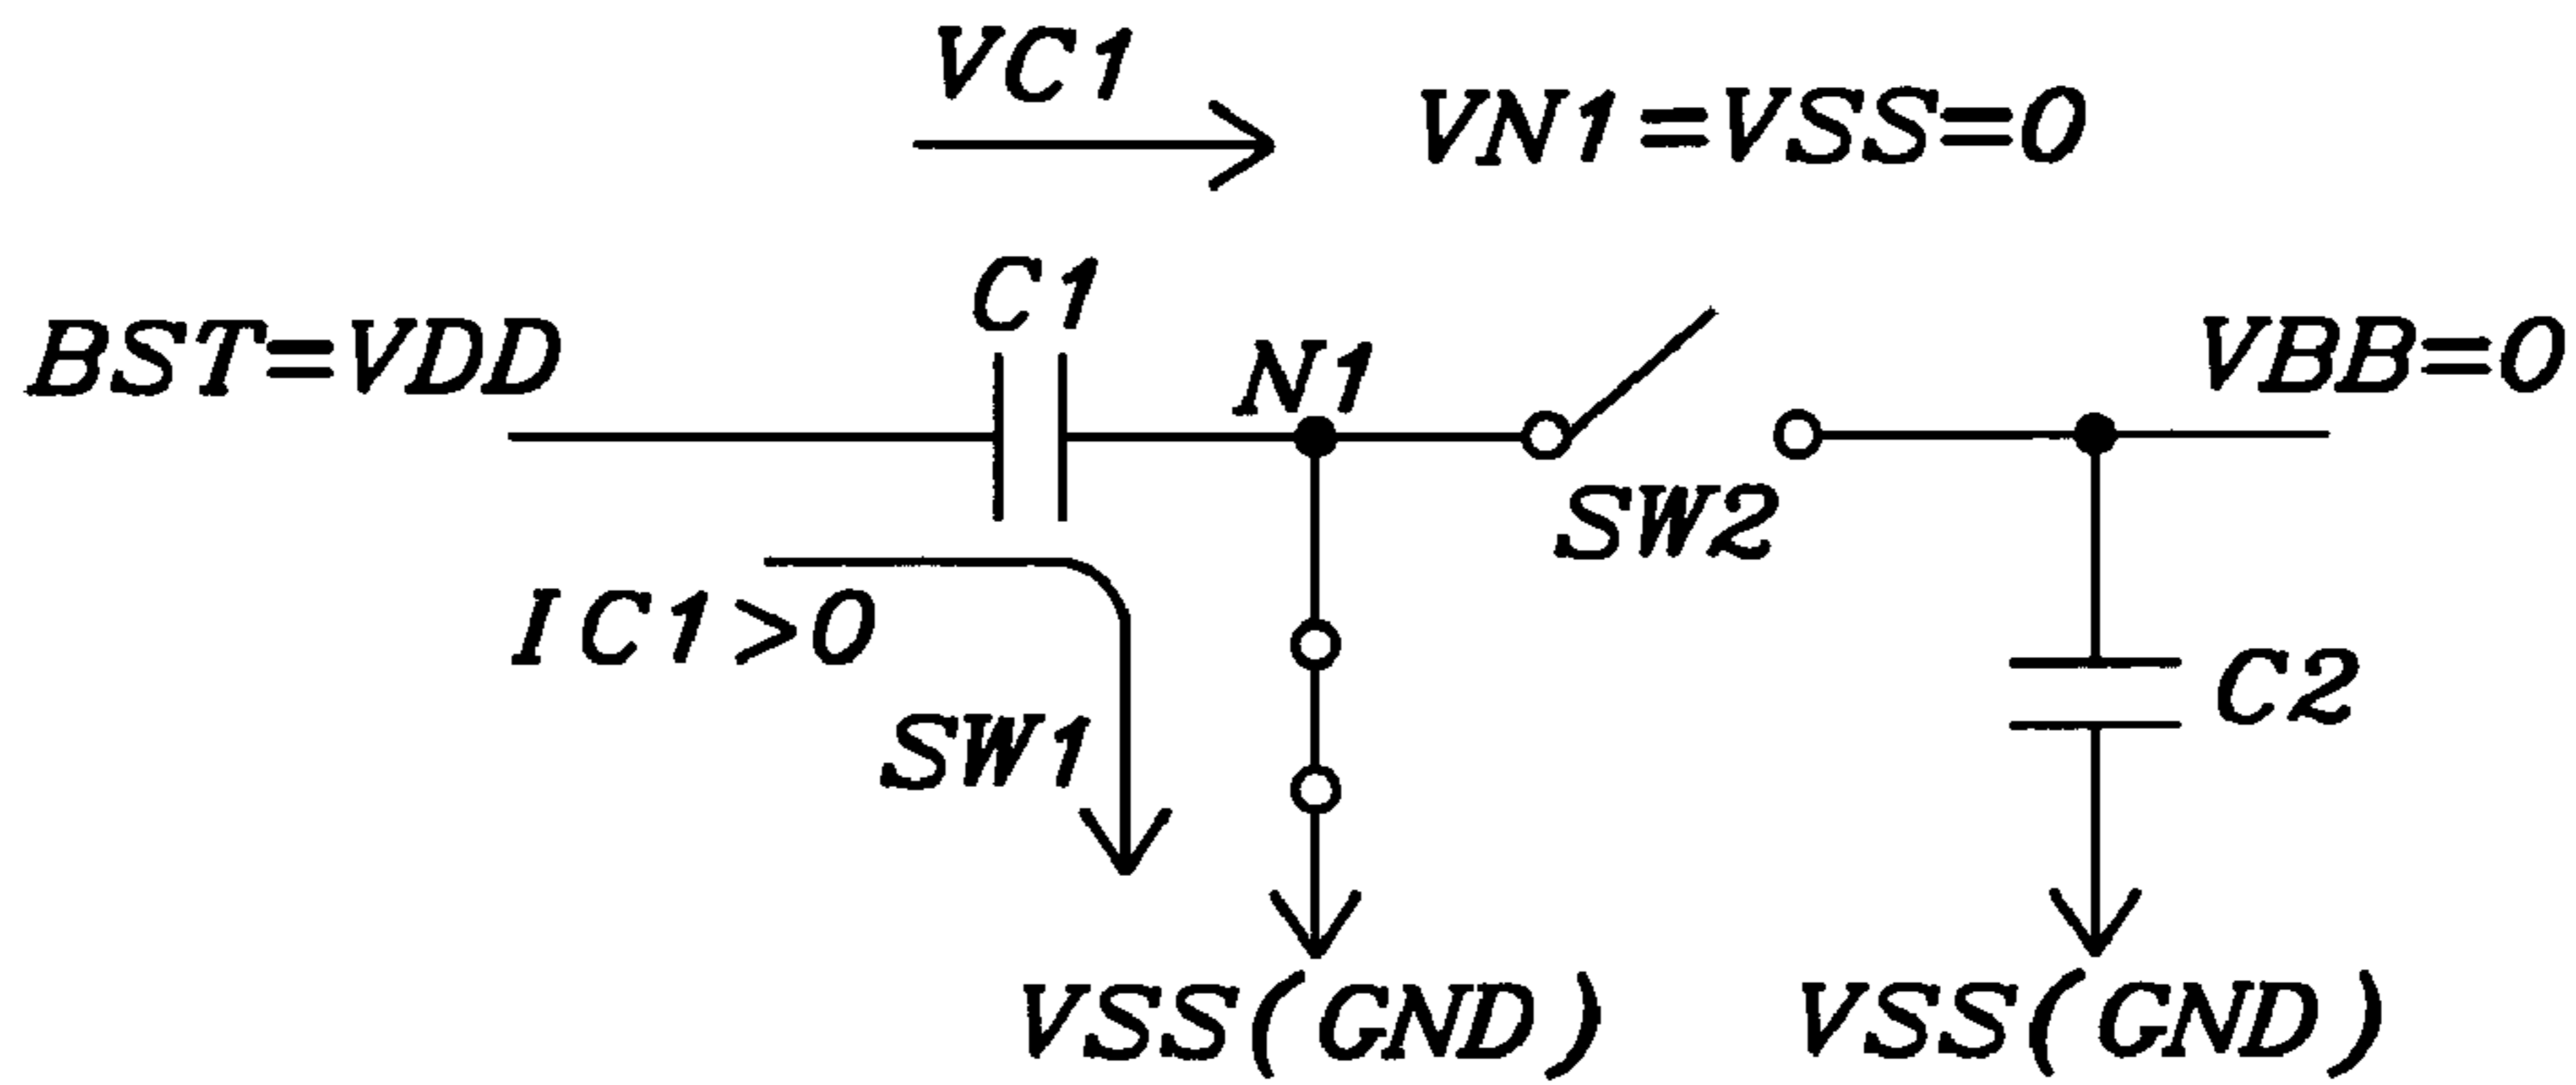 VC1
VN1=VSS=0
C1
BST=VDD
N1
VBB=0
SW2
IC1>0
C2
SW1
VSS(GND)
VSS(GND)